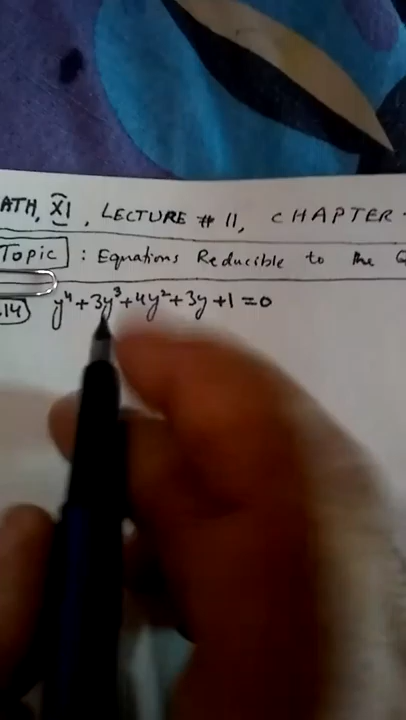 ATH, XI, LECTURE # 11, CHAPTER
Topic : Equations Reducible to the Q
.14) y⁴ + 3y³ + 4y² + 3y + 1 = 0